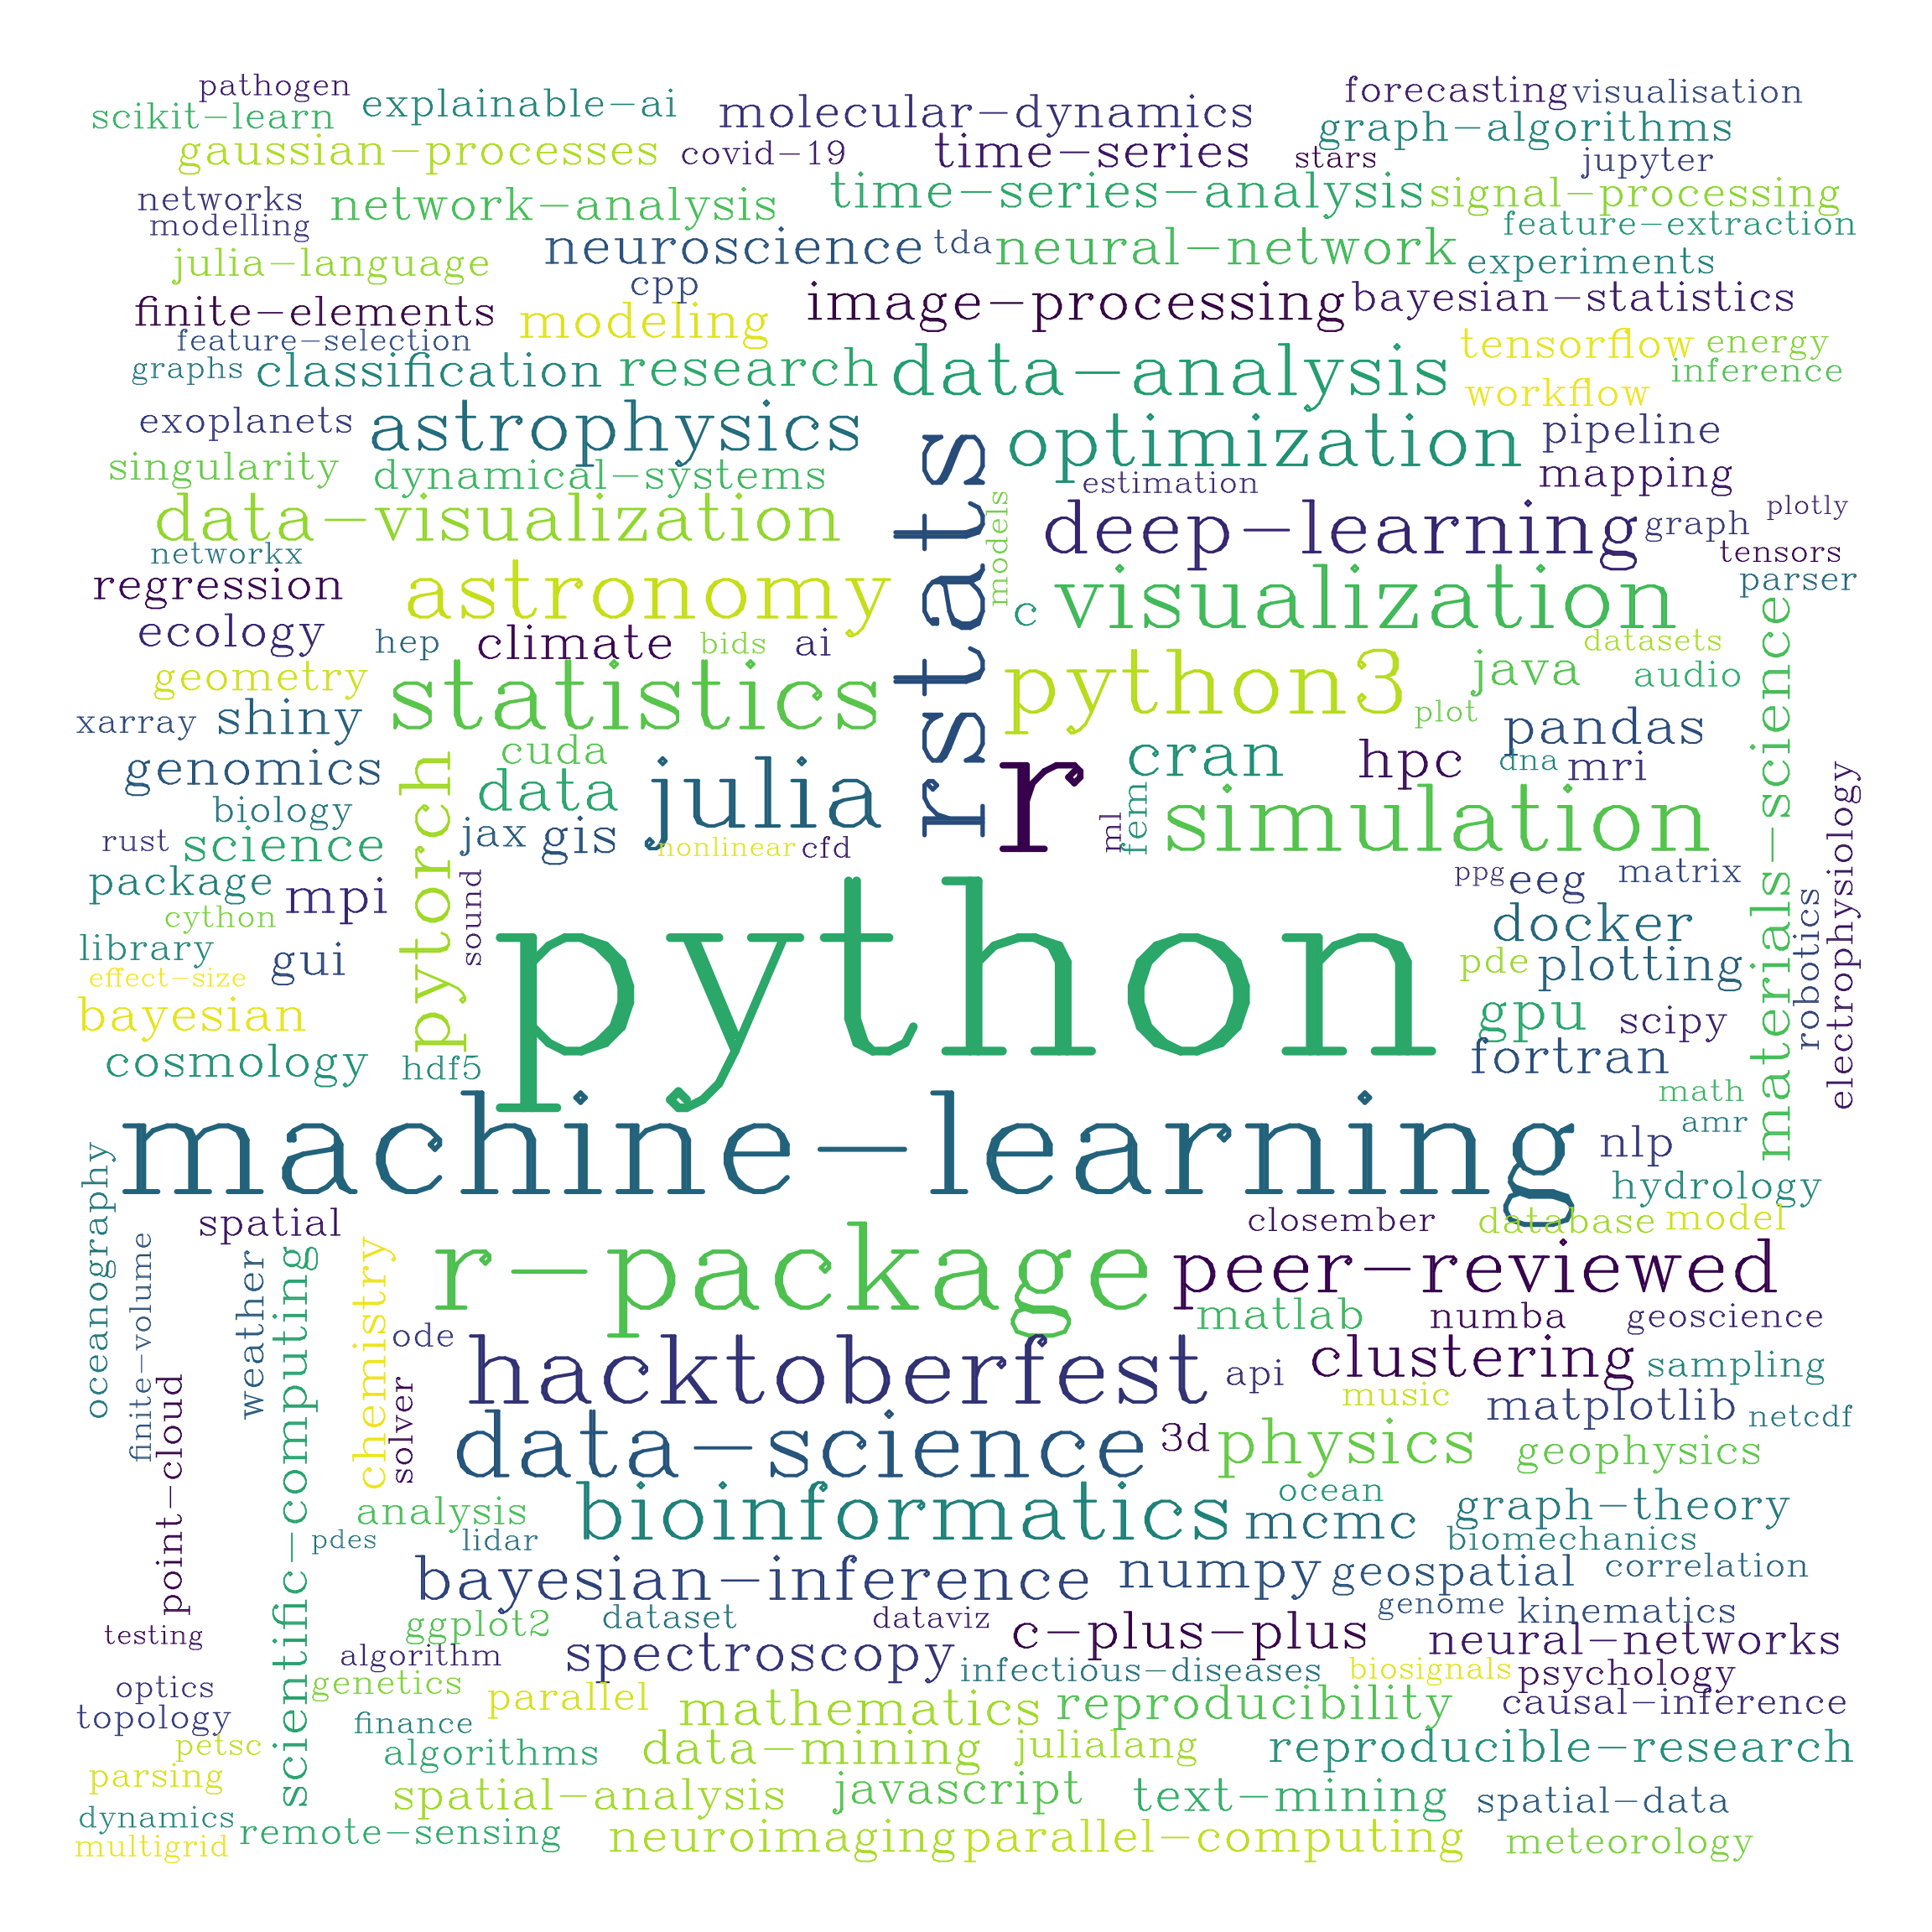 pathogen
scikit-learn
explainable-ai
molecular-dynamics
forecasting
visualisation
graph-algorithms
gaussian-processes
covid-19
time-series
stars
jupyter
networks
network-analysis
time-series-analysis
signal-processing
modelling
neuroscience
tda
neural-network
feature-extraction
julia-language
cpp
experiments
finite-elements
modeling
image-processing
bayesian-statistics
feature-selection
tensorflow
energy
graphs
classification
research
data-analysis
inference
workflow
exoplanets
astrophysics
optimization
pipeline
singularity
dynamical-systems
rstats
estimation
mapping
data-visualization
models
deep-learning
graph
plotly
networkx
tensors
regression
astronomy
c
visualization
parser
ecology
hep
climate
bids
ai
datasets
geometry
statistics
python3
java
audio
materials-science
xarray
shiny
plot
pandas
genomics
pytorch
cuda
data
julia
r
cran
hpc
dna
mri
biology
rust
science
jax
gis
nonlinear
cfd
ml
fem
simulation
electrophysiology
package
mpi
sound
ppg
eeg
matrix
cython
library
gui
python
docker
robotics
effect-size
pde
plotting
bayesian
gpu
scipy
cosmology
hdf5
fortran
math
machine-learning
amr
nlp
oceanography
hydrology
spatial
closember
database
model
finite-volume
weather
scientific-computing
chemistry
r-package
peer-reviewed
ode
matlab
numba
geoscience
point-cloud
solver
hacktoberfest
api
clustering
sampling
music
matplotlib
netcdf
data-science
3d
physics
geophysics
analysis
bioinformatics
ocean
mcmc
graph-theory
pdes
lidar
biomechanics
bayesian-inference
numpy
geospatial
correlation
ggplot2
dataset
dataviz
genome
kinematics
testing
algorithm
spectroscopy
c-plus-plus
neural-networks
optics
genetics
infectious-diseases
biosignals
psychology
topology
parallel
mathematics
reproducibility
causal-inference
petsc
finance
algorithms
data-mining
julialang
reproducible-research
parsing
spatial-analysis
javascript
text-mining
spatial-data
dynamics
multigrid
remote-sensing
neuroimaging
parallel-computing
meteorology